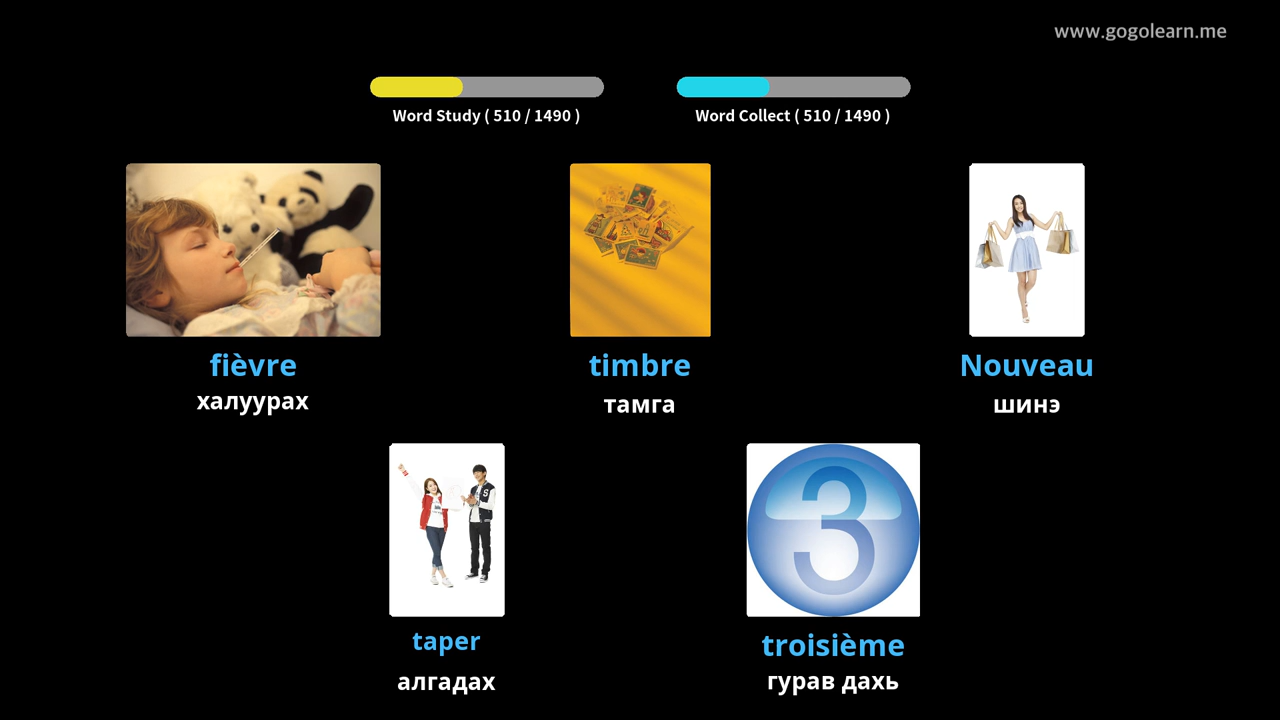 www.gogolearn.me
Word Study ( 510 / 1490 )
Word Collect ( 510 / 1490 )
fièvre
халуурах
timbre
тамга
Nouveau
шинэ
taper
алгадах
3
troisième
гурав дахь